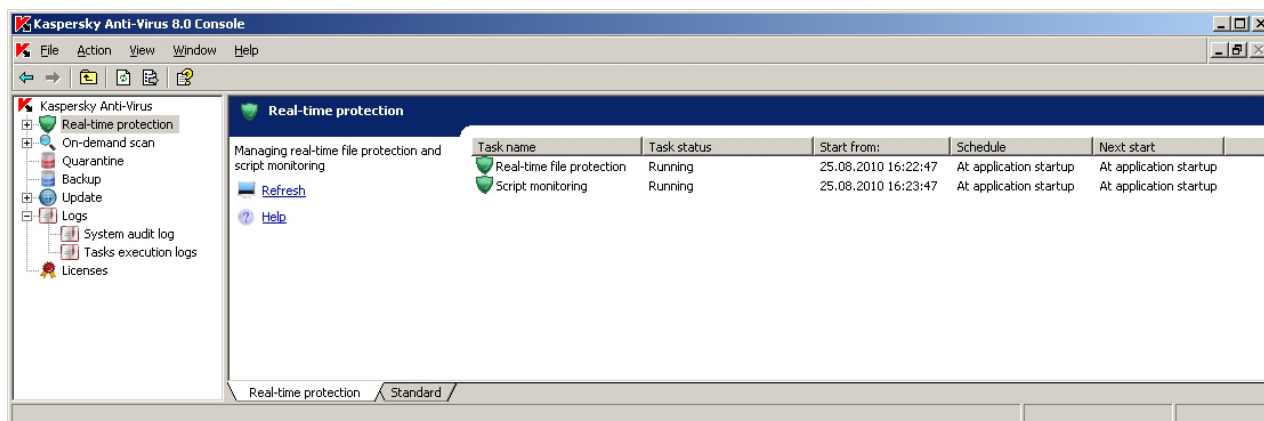 Kaspersky Anti-Virus 8.0 Console
File Action View Window Help
Kaspersky Anti-Virus
Real-time protection
On-demand scan
Quarantine
Backup
Update
Logs
System audit log
Tasks execution logs
Licenses
Real-time protection
Managing real-time file protection and
script monitoring
Refresh
Help
Task name Task status Start from: Schedule Next start
Real-time file protection Running 25.08.2010 16:22:47 At application startup At application startup
Script monitoring Running 25.08.2010 16:23:47 At application startup At application startup
Real-time protection Standard